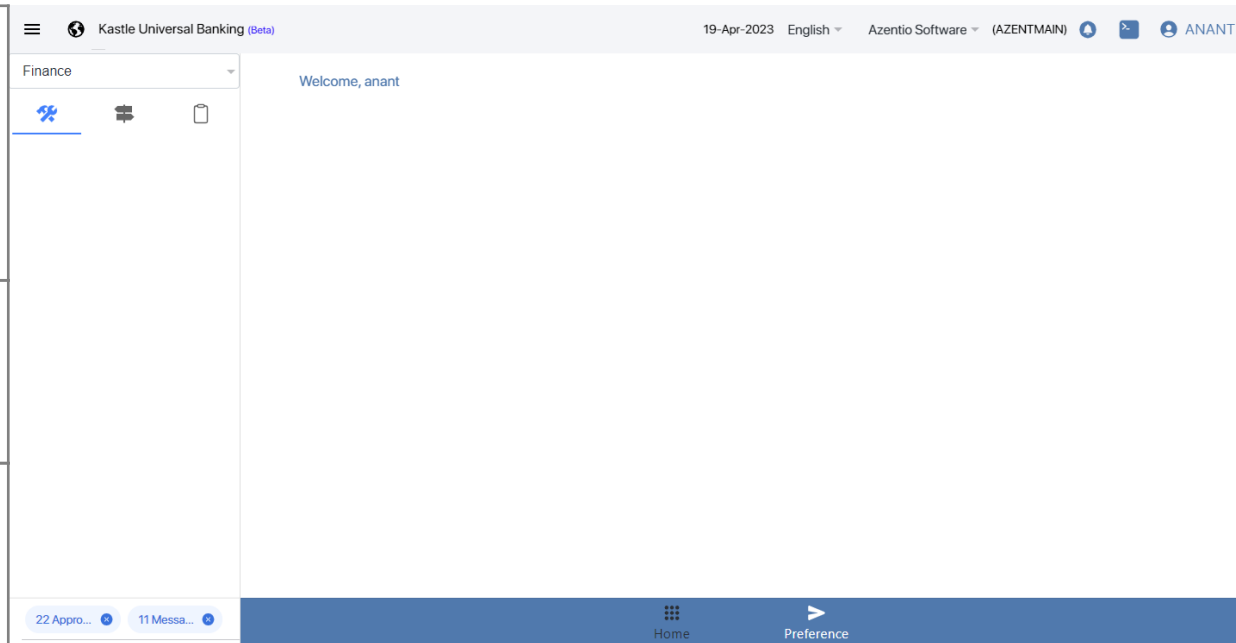 Kastle Universal Banking (Beta) 19-Apr-2023 English Azentio Software (AZENTMAIN) ANANT
Finance
Welcome, anant
22 Appro... 11 Messa...
Home Preference